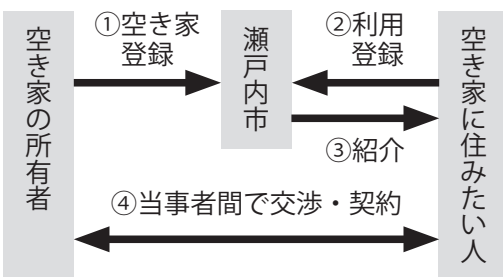 空き家の所有者
①空き家
登録
瀬戸内市
②利用
登録
③紹介
④当事者間で交渉・契約
空き家に住みたい人